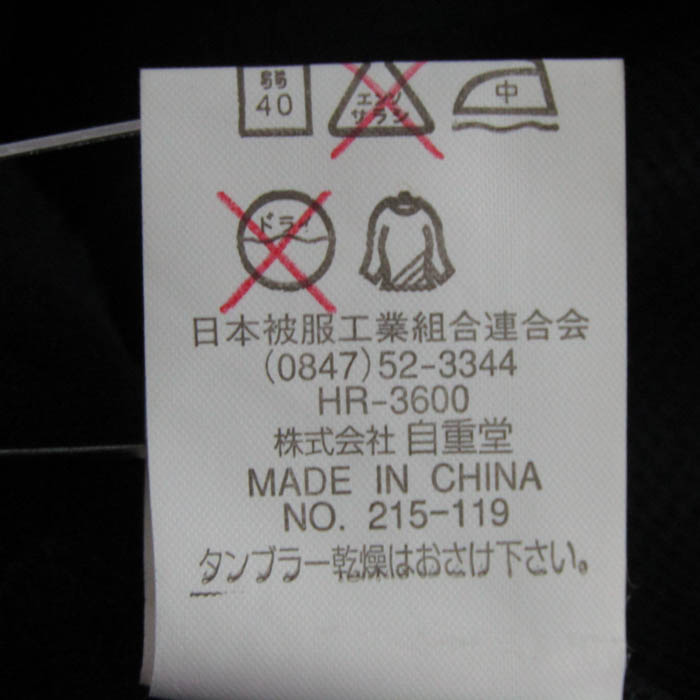 弱 40
エンソ サラシ
中
ドライ
日本被服工業組合連合会
(0847)52-3344
HR-3600
株式会社 自重堂
MADE IN CHINA
NO. 215-119
タンブラー乾燥はおさけ下さい。